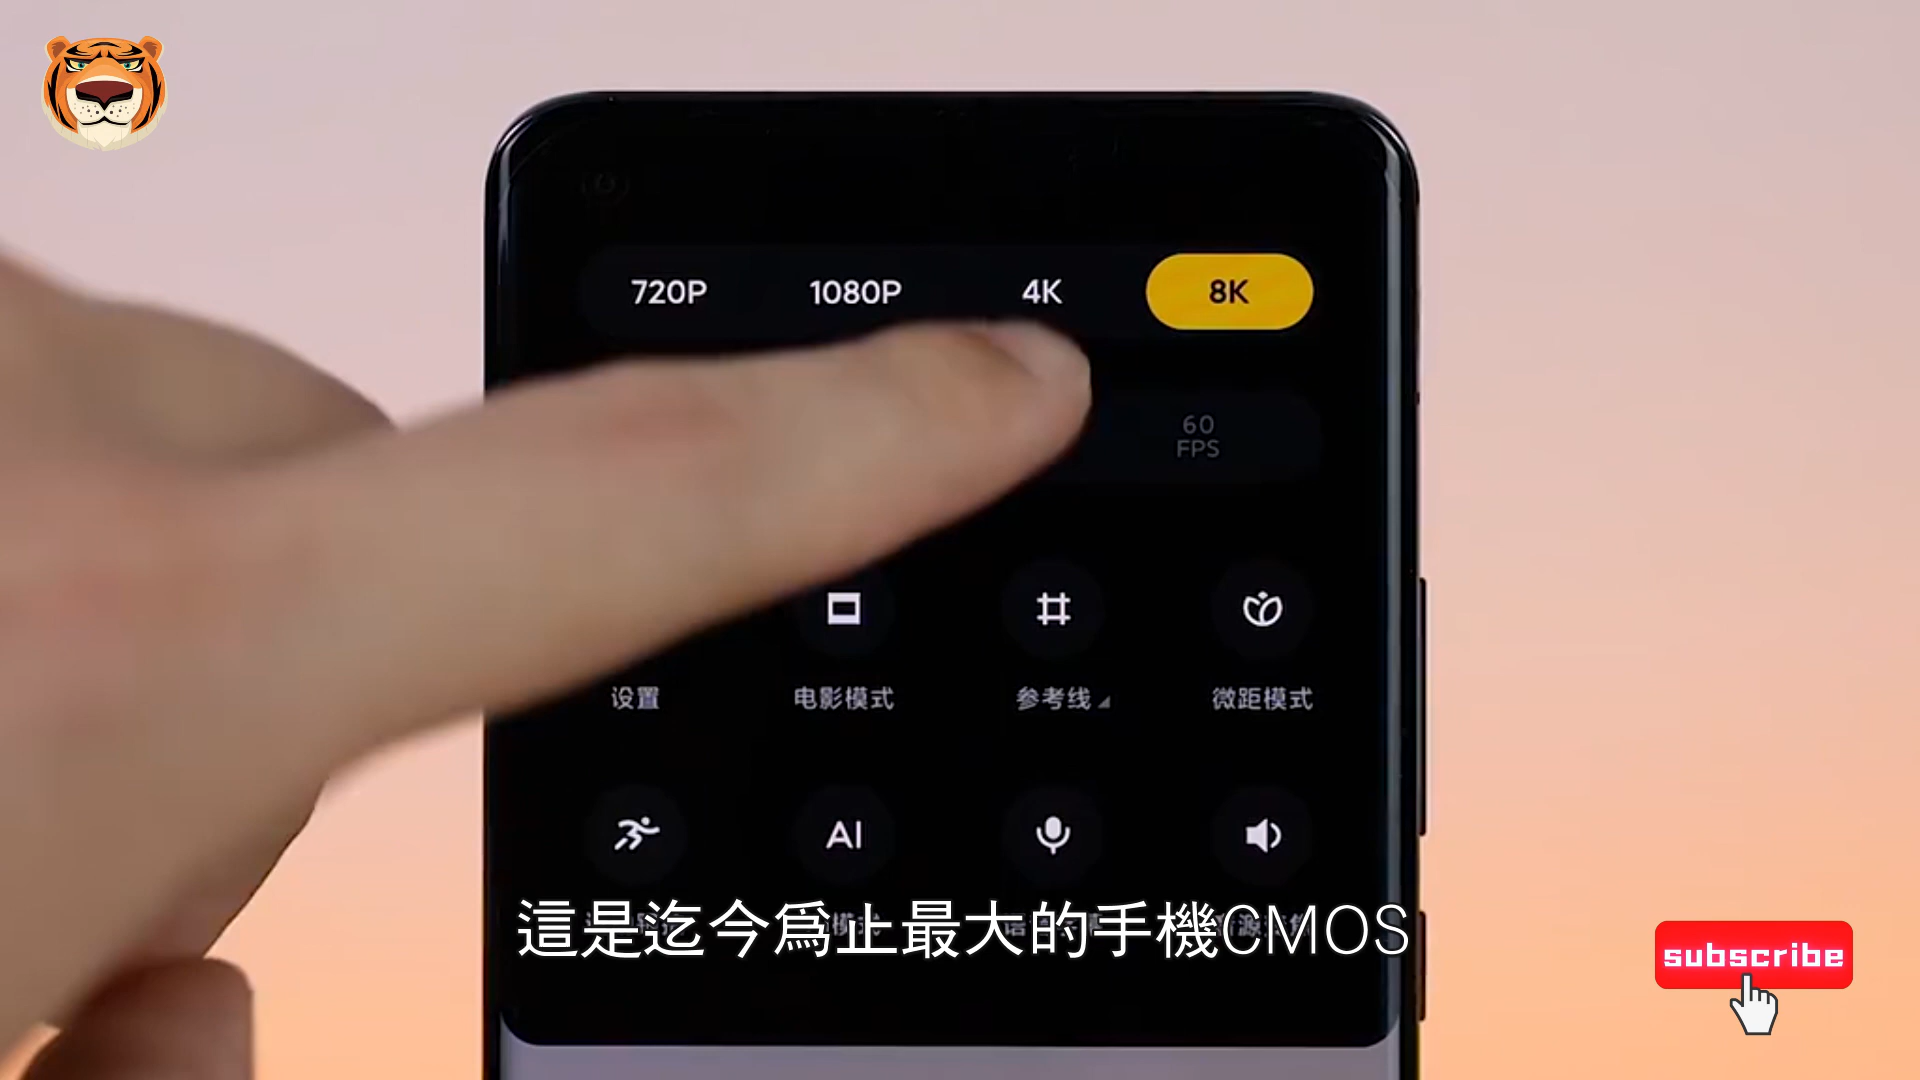 720P 1080P 4K 8K
60
FPS
设置 电影模式 参考线 微距模式
AI
這是迄今爲止最大的手機CMOS
subscribe